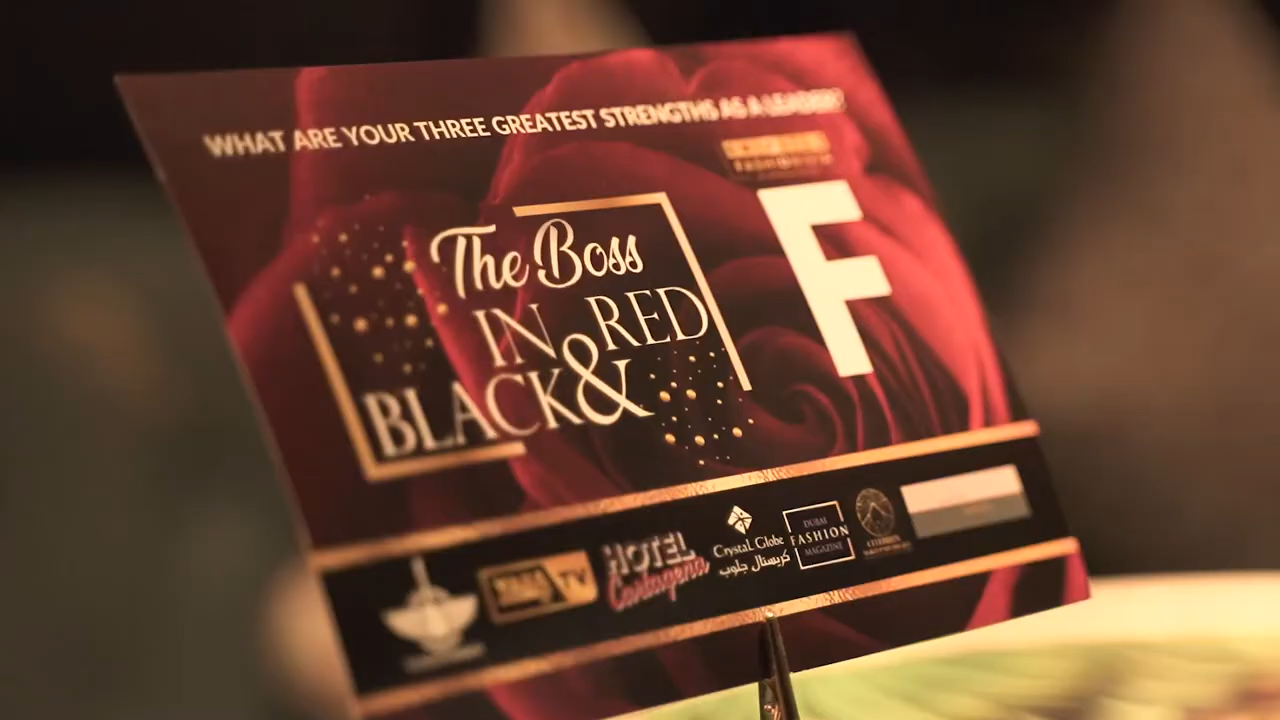 WHAT ARE YOUR THREE GREATEST STRENGTHS AS A LEADER?
FASHION
F
The Boss
IN RED
&
BLACK
TV
HOTEL
Cartagena
CRYSTAL GLOBE
كريستال جلوب
DUBAI
FASHION
MAGAZINE